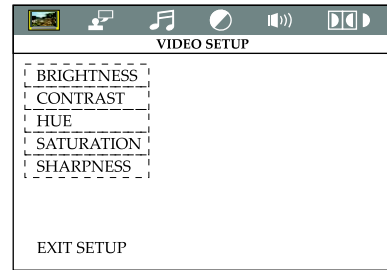 VIDEO SETUP
BRIGHTNESS
CONTRAST
HUE
SATURATION
SHARPNESS
EXIT SETUP